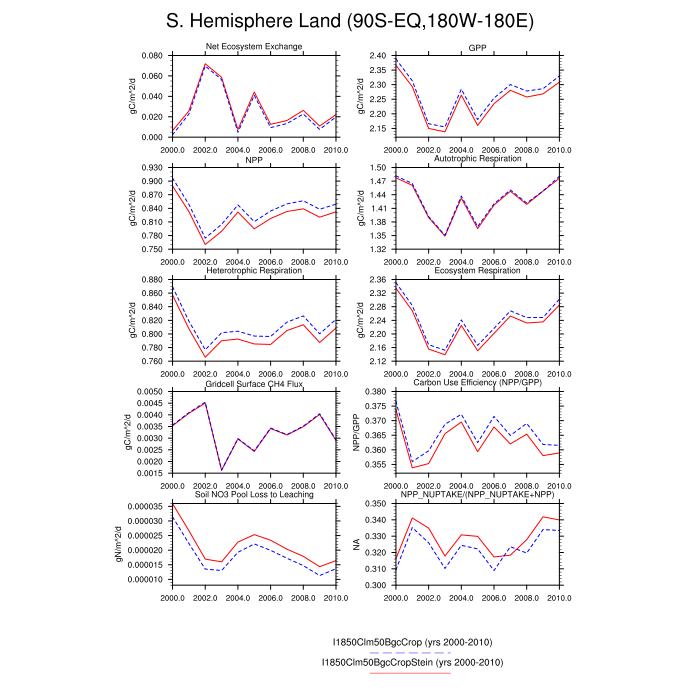 S. Hemisphere Land (90S-EQ,180W-180E)
Net Ecosystem Exchange
gC/m^2/d
0.080
0.060
0.040
0.020
0.000
2000.0 2002.0 2004.0 2006.0 2008.0 2010.0
GPP
gC/m^2/d
2.40
2.35
2.30
2.25
2.20
2.15
2000.0 2002.0 2004.0 2006.0 2008.0 2010.0
NPP
gC/m^2/d
0.930
0.900
0.870
0.840
0.810
0.780
0.750
2000.0 2002.0 2004.0 2006.0 2008.0 2010.0
Autotrophic Respiration
gC/m^2/d
1.50
1.47
1.44
1.41
1.38
1.35
1.32
2000.0 2002.0 2004.0 2006.0 2008.0 2010.0
Heterotrophic Respiration
gC/m^2/d
0.880
0.860
0.840
0.820
0.800
0.780
0.760
2000.0 2002.0 2004.0 2006.0 2008.0 2010.0
Ecosystem Respiration
gC/m^2/d
2.36
2.32
2.28
2.24
2.20
2.16
2.12
2000.0 2002.0 2004.0 2006.0 2008.0 2010.0
Gridcell Surface CH4 Flux
gC/m^2/d
0.0050
0.0045
0.0040
0.0035
0.0030
0.0025
0.0020
0.0015
2000.0 2002.0 2004.0 2006.0 2008.0 2010.0
Carbon Use Efficiency (NPP/GPP)
NPP/GPP
0.380
0.375
0.370
0.365
0.360
0.355
2000.0 2002.0 2004.0 2006.0 2008.0 2010.0
Soil NO3 Pool Loss to Leaching
gN/m^2/d
0.000035
0.000030
0.000025
0.000020
0.000015
0.000010
2000.0 2002.0 2004.0 2006.0 2008.0 2010.0
NPP_NUPTAKE/(NPP_NUPTAKE+NPP)
NA
0.350
0.340
0.330
0.320
0.310
0.300
2000.0 2002.0 2004.0 2006.0 2008.0 2010.0
I1850Clm50BgcCrop (yrs 2000-2010)
I1850Clm50BgcCropStein (yrs 2000-2010)